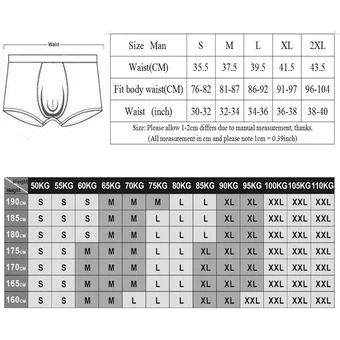 Waist
Size Man S M L XL 2XL
Waist(CM) 35.5 37.5 39.5 41.5 43.5
Fit body waist(CM) 76-82 81-87 86-92 91-97 96-104
Waist (inch) 30-32 32-34 34-36 36-38 38-40
Size: Please allow 1-2cm differs due to manual measurement, thanks.
(All measurement in cm and please note 1cm = 0.39inch)
Weight Height 50KG 55KG 60KG 65KG 70KG 75KG 80KG 85KG 90KG 95KG 100KG 105KG 110KG
190CM S S S M M M L L XL XL XXL XXL XXL
185CM S S S M M L L L XL XL XXL XXL XXL
180CM S S S M M L L L XL XL XXL XXL XXL
175CM S S M M M L L XL XL XL XXL XXL XXL
170CM S S M M L L L XL XL XL XXL XXL XXL
165CM S S M M L L L XL XL XL XXL XXL XXL
160CM S S M M L L L XL XL XXL XXL XXL XXL